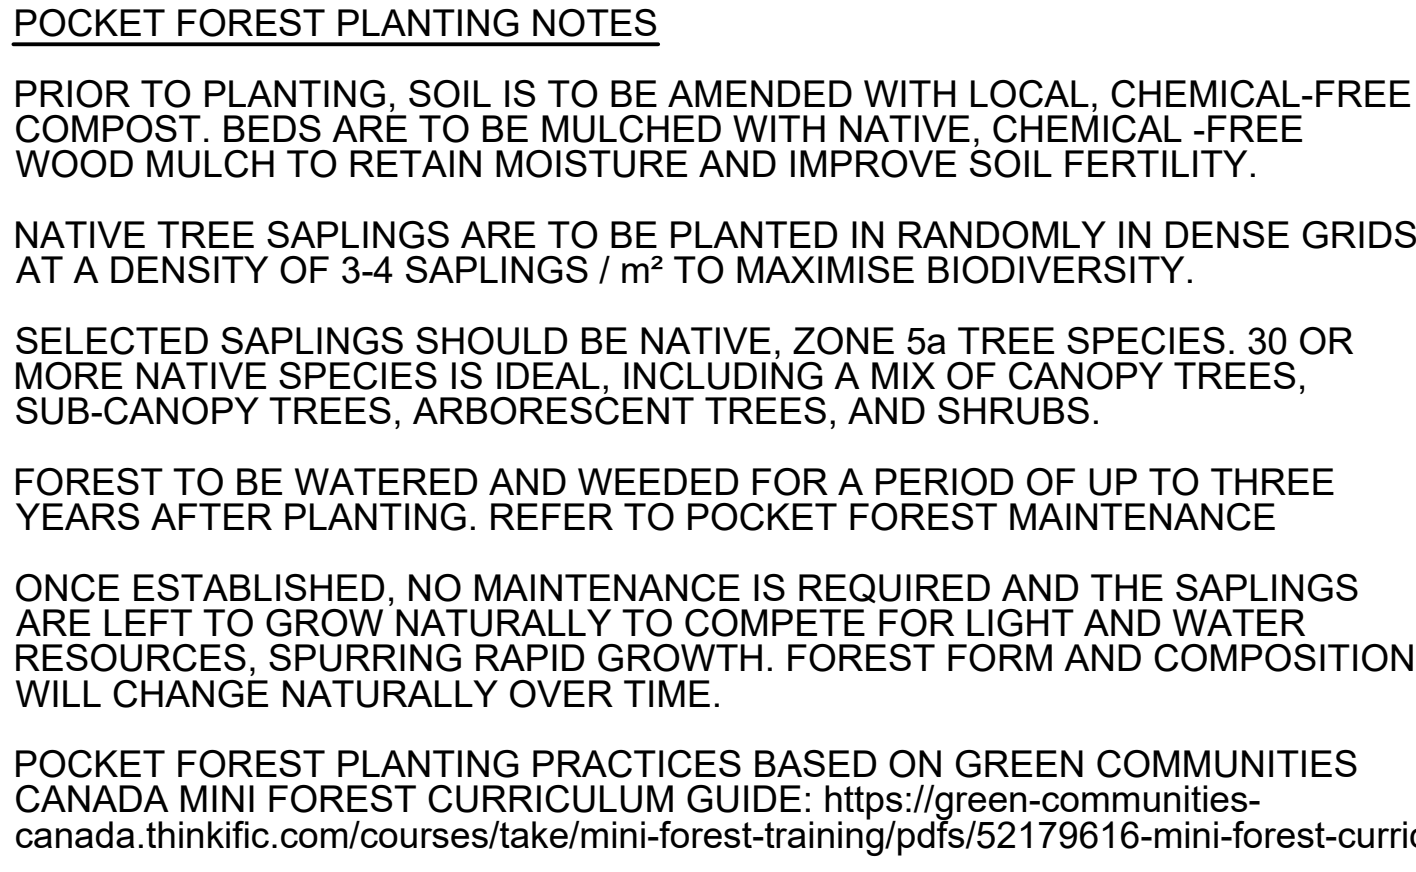 POCKET FOREST PLANTING NOTES
PRIOR TO PLANTING, SOIL IS TO BE AMENDED WITH LOCAL, CHEMICAL-FREE
COMPOST. BEDS ARE TO BE MULCHED WITH NATIVE, CHEMICAL -FREE
WOOD MULCH TO RETAIN MOISTURE AND IMPROVE SOIL FERTILITY.
NATIVE TREE SAPLINGS ARE TO BE PLANTED IN RANDOMLY IN DENSE GRIDS
AT A DENSITY OF 3-4 SAPLINGS / m² TO MAXIMISE BIODIVERSITY.
SELECTED SAPLINGS SHOULD BE NATIVE, ZONE 5a TREE SPECIES. 30 OR
MORE NATIVE SPECIES IS IDEAL, INCLUDING A MIX OF CANOPY TREES,
SUB-CANOPY TREES, ARBORESCENT TREES, AND SHRUBS.
FOREST TO BE WATERED AND WEEDED FOR A PERIOD OF UP TO THREE
YEARS AFTER PLANTING. REFER TO POCKET FOREST MAINTENANCE
ONCE ESTABLISHED, NO MAINTENANCE IS REQUIRED AND THE SAPLINGS
ARE LEFT TO GROW NATURALLY TO COMPETE FOR LIGHT AND WATER
RESOURCES, SPURRING RAPID GROWTH. FOREST FORM AND COMPOSITION
WILL CHANGE NATURALLY OVER TIME.
POCKET FOREST PLANTING PRACTICES BASED ON GREEN COMMUNITIES
CANADA MINI FOREST CURRICULUM GUIDE: https://green-communities-
canada.thinkific.com/courses/take/mini-forest-training/pdfs/52179616-mini-forest-curric